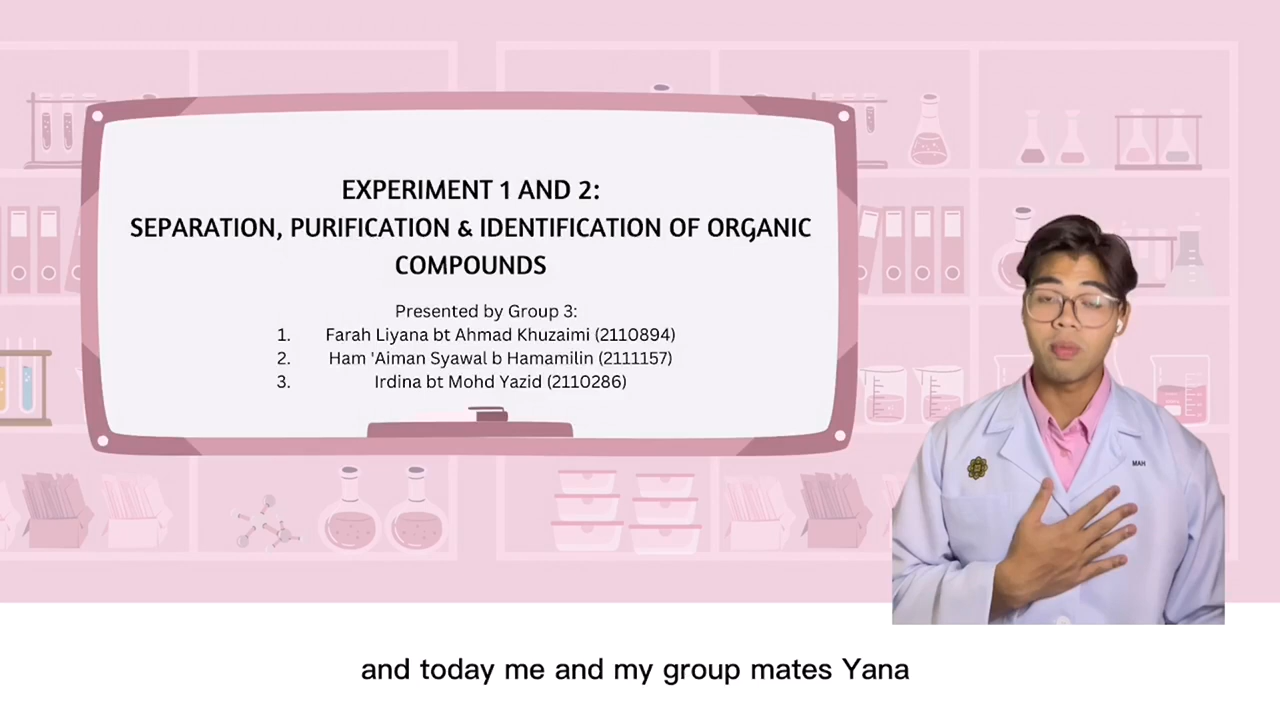 EXPERIMENT 1 AND 2:
SEPARATION, PURIFICATION & IDENTIFICATION OF ORGANIC
COMPOUNDS
Presented by Group 3:
1. Farah Liyana bt Ahmad Khuzaimi (2110894)
2. Ham 'Aiman Syawal b Hamamilin (2111157)
3. Irdina bt Mohd Yazid (2110286)
MAH
and today me and my group mates Yana